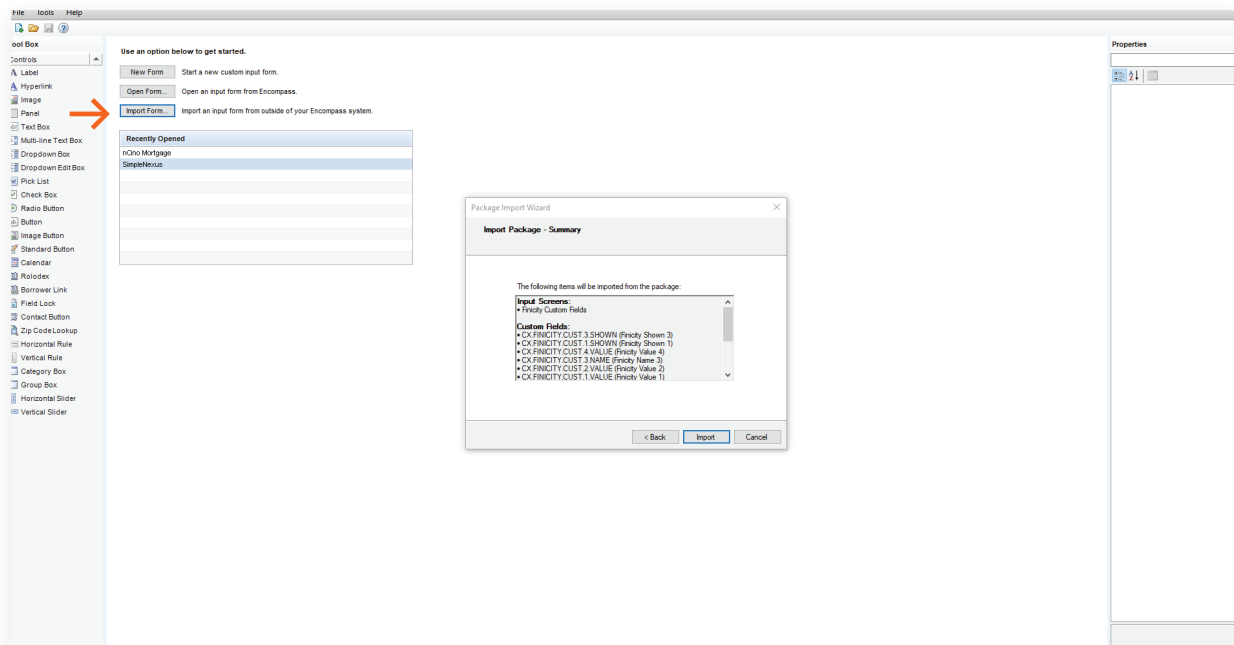 File Tools Help
ool Box
Controls
Label
Hyperlink
Image
Panel
Text Box
Multi-line Text Box
Dropdown Box
Dropdown Edit Box
Pick List
Check Box
Radio Button
Button
Image Button
Standard Button
Calendar
Rolodex
Borrower Link
Field Lock
Contact Button
Zip Code Lookup
Horizontal Rule
Vertical Rule
Category Box
Group Box
Horizontal Slider
Vertical Slider
Use an option below to get started.
New Form Start a new custom input form.
Open Form... Open an input form from Encompass.
Import Form... Import an input form from outside of your Encompass system.
Recently Opened
nCino Mortgage
SimpleNexus
Package Import Wizard
Import Package - Summary
The following items will be imported from the package:
Input Screens:
• Finicity Custom Fields
Custom Fields:
• CX.FINICITY.CUST.3.SHOWN (Finicity Shown 3)
• CX.FINICITY.CUST.1.SHOWN (Finicity Shown 1)
• CX.FINICITY.CUST.4.VALUE (Finicity Value 4)
• CX.FINICITY.CUST.3.NAME (Finicity Name 3)
• CX.FINICITY.CUST.2.VALUE (Finicity Value 2)
• CX.FINICITY.CUST.1.VALUE (Finicity Value 1)
< Back Import Cancel
Properties